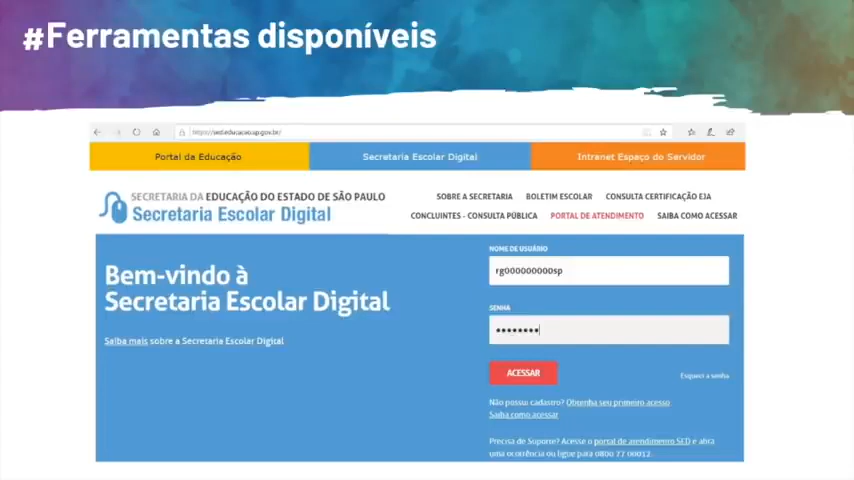 #Ferramentas disponíveis
https://sed.educacao.sp.gov.br/
Portal da Educação
Secretaria Escolar Digital
Intranet Espaço do Servidor
SECRETARIA DA EDUCAÇÃO DO ESTADO DE SÃO PAULO
Secretaria Escolar Digital
SOBRE A SECRETARIA BOLETIM ESCOLAR CONSULTA CERTIFICAÇÃO EJA
CONCLUINTES - CONSULTA PÚBLICA PORTAL DE ATENDIMENTO SAIBA COMO ACESSAR
Bem-vindo à
Secretaria Escolar Digital
Saiba mais sobre a Secretaria Escolar Digital
NOME DE USUÁRIO
rg000000000sp
SENHA
••••••••
ACESSAR
Esqueci a senha
Não possui cadastro? Obtenha seu primeiro acesso
Saiba como acessar
Precisa de Suporte? Acesse o portal de atendimento SED e abra
uma ocorrência ou ligue para 0800 77 00012.